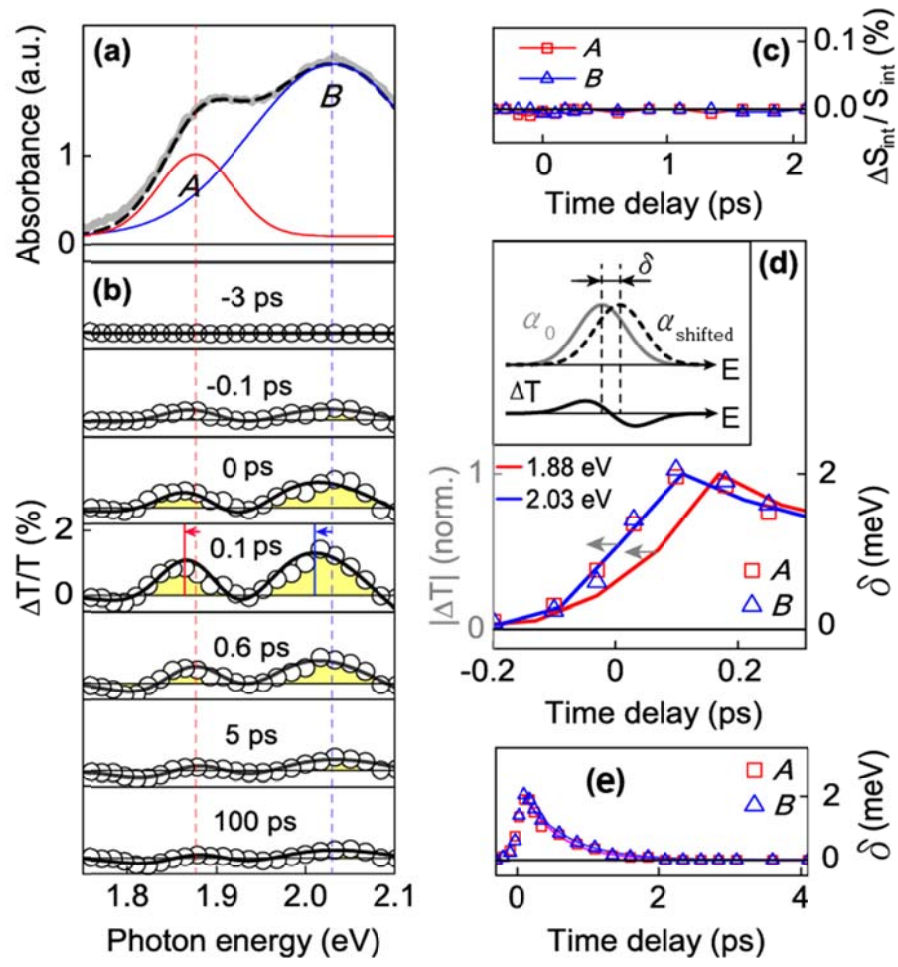 (a)
B
A
Absorbance (a.u.)
1
0
(b)
-3 ps
-0.1 ps
0 ps
0.1 ps
0.6 ps
5 ps
100 ps
ΔT/T (%)
2
0
1.8 1.9 2.0 2.1
Photon energy (eV)
(c)
A
B
0.1
0.0
ΔS_int / S_int (%)
0 1 2
Time delay (ps)
(d)
δ
α_0
α_shifted
E
ΔT
E
1.88 eV
2.03 eV
A
B
|ΔT| (norm.)
1
0
2
0
δ (meV)
-0.2 0 0.2
Time delay (ps)
(e)
A
B
2
0
δ (meV)
0 2 4
Time delay (ps)